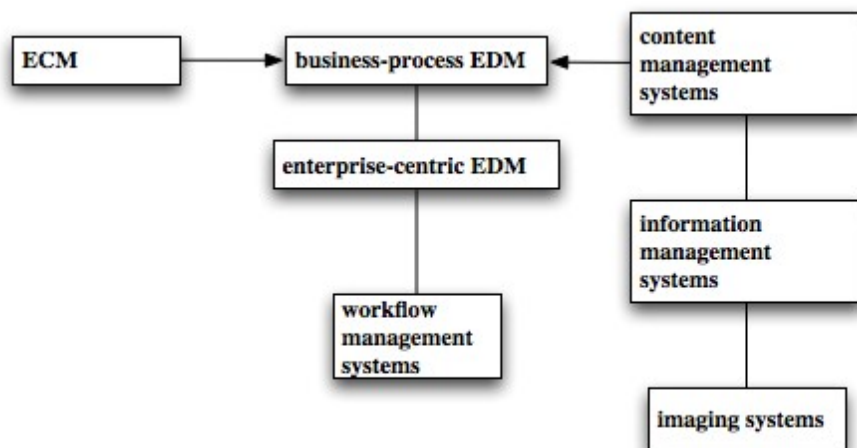 ECM
business-process EDM
content
management
systems
enterprise-centric EDM
information
management
systems
workflow
management
systems
imaging systems